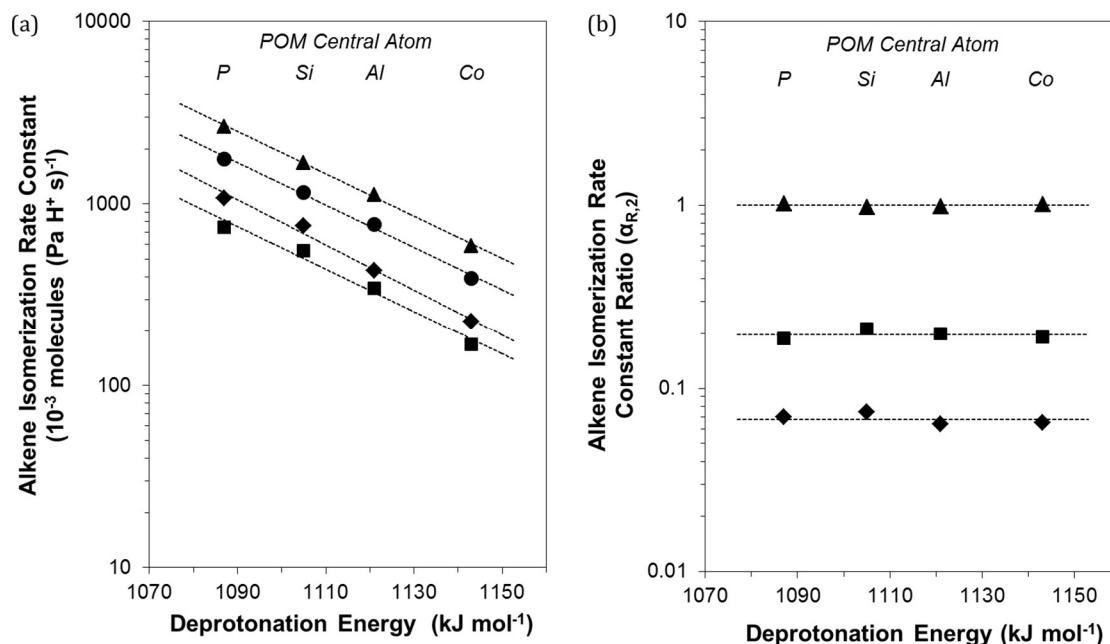 (a)
POM Central Atom
P Si Al Co
Alkene Isomerization Rate Constant
(10⁻³ molecules (Pa H⁺ s)⁻¹)
10000
1000
100
10
1070 1090 1110 1130 1150
Deprotonation Energy (kJ mol⁻¹)
(b)
POM Central Atom
P Si Al Co
Alkene Isomerization Rate
Constant Ratio (αR,2)
10
1
0.1
0.01
1070 1090 1110 1130 1150
Deprotonation Energy (kJ mol⁻¹)